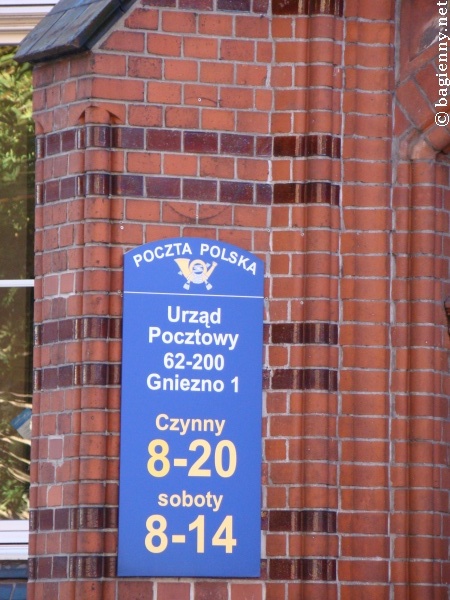 POCZTA POLSKA
Urząd
Pocztowy
62-200
Gniezno 1
Czynny
8-20
soboty
8-14
© bagienny.net